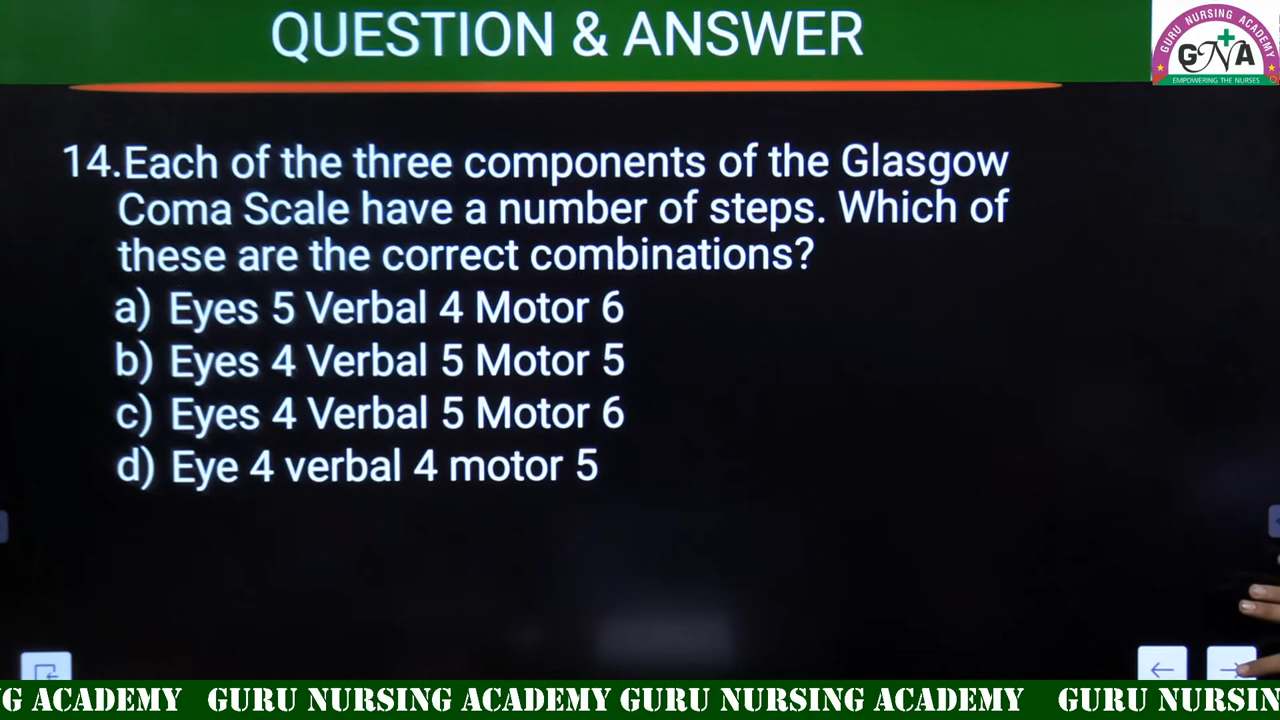 QUESTION & ANSWER
GURU NURSING ACADEMY
GNA
EMPOWERING THE NURSES
14.Each of the three components of the Glasgow
Coma Scale have a number of steps. Which of
these are the correct combinations?
a) Eyes 5 Verbal 4 Motor 6
b) Eyes 4 Verbal 5 Motor 5
c) Eyes 4 Verbal 5 Motor 6
d) Eye 4 verbal 4 motor 5
G ACADEMY GURU NURSING ACADEMY GURU NURSING ACADEMY GURU NURSIN